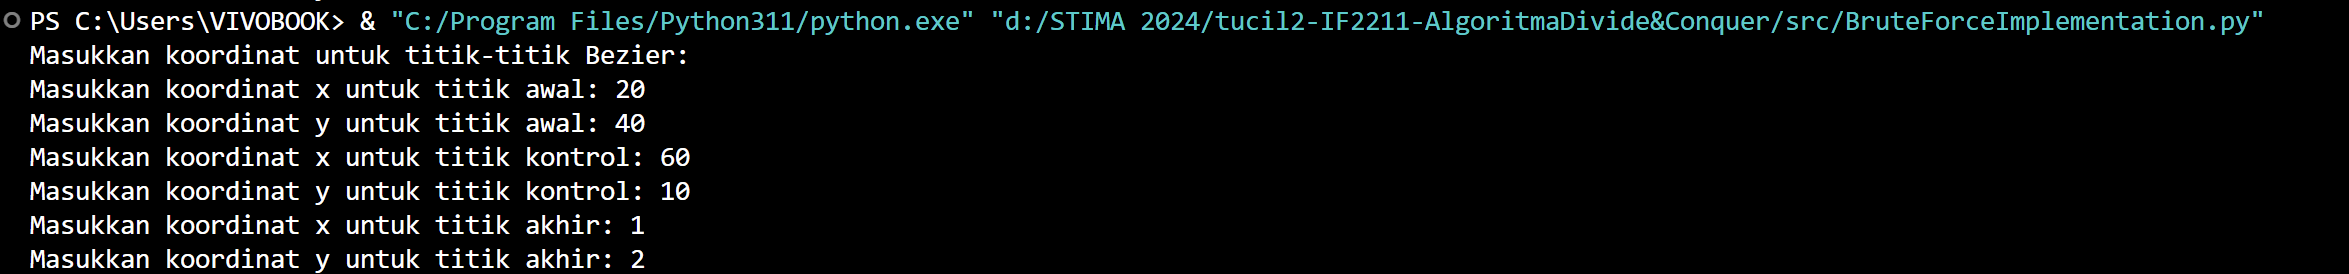 PS C:\Users\VIVOBOOK> & "C:/Program Files/Python311/python.exe" "d:/STIMA 2024/tucil2-IF2211-AlgoritmaDivide&Conquer/src/BruteForceImplementation.py"
Masukkan koordinat untuk titik-titik Bezier:
Masukkan koordinat x untuk titik awal: 20
Masukkan koordinat y untuk titik awal: 40
Masukkan koordinat x untuk titik kontrol: 60
Masukkan koordinat y untuk titik kontrol: 10
Masukkan koordinat x untuk titik akhir: 1
Masukkan koordinat y untuk titik akhir: 2